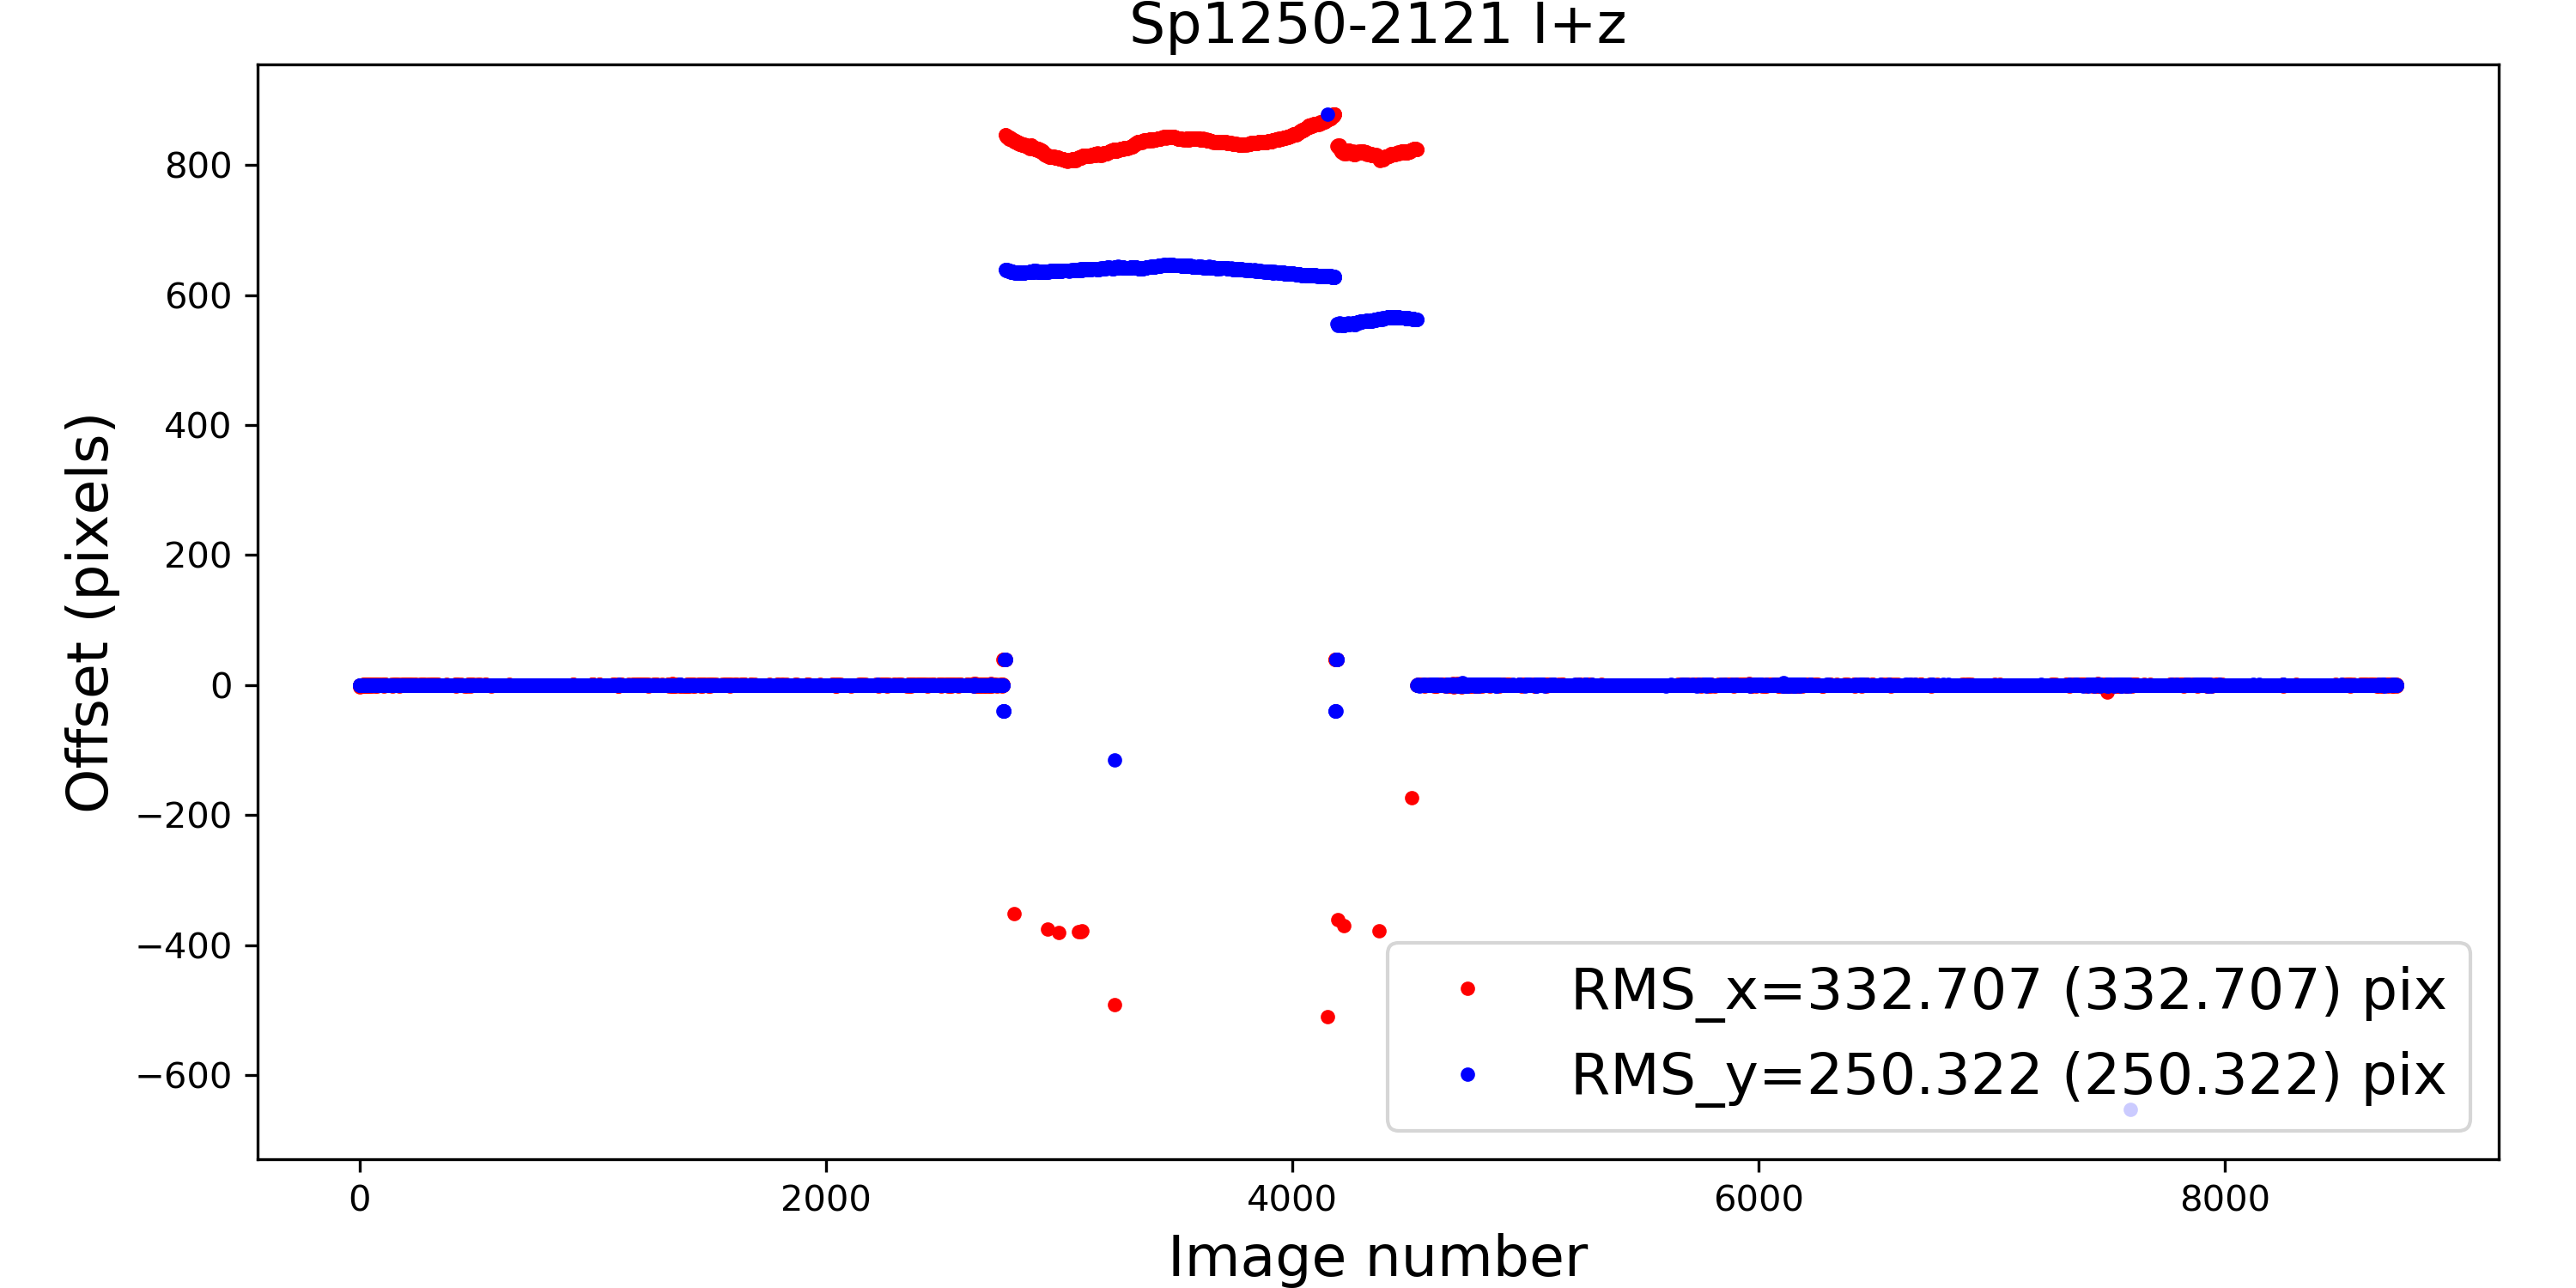 Sp1250-2121 I+z
Offset (pixels)
800
600
400
200
0
−200
−400
−600
RMS_x=332.707 (332.707) pix
RMS_y=250.322 (250.322) pix
0 2000 4000 6000 8000
Image number